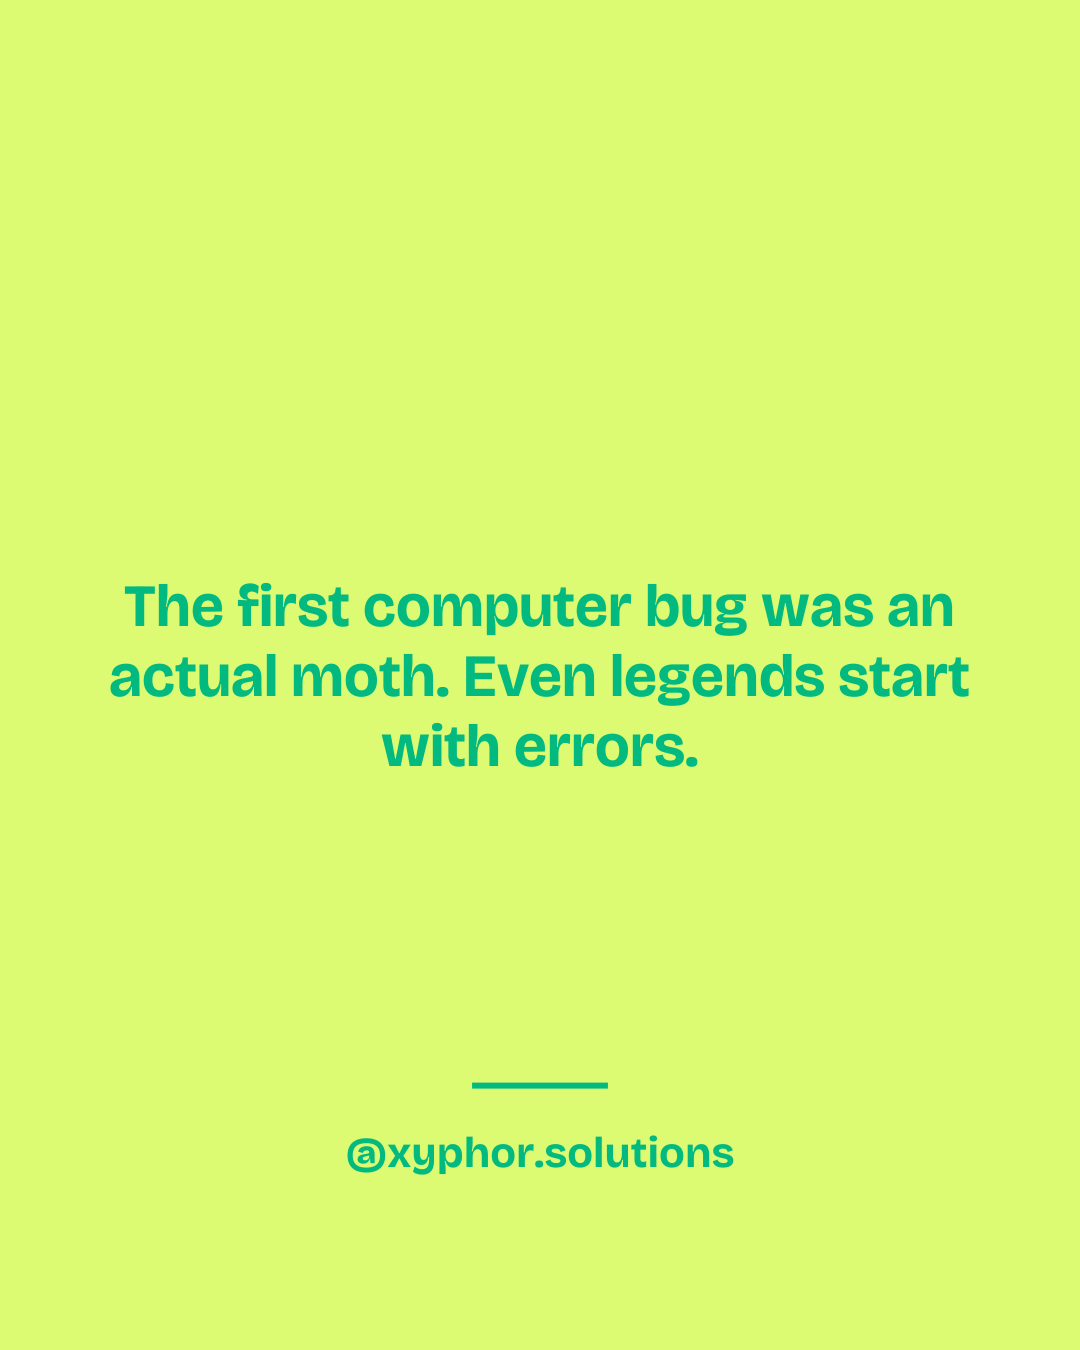 The first computer bug was an
actual moth. Even legends start
with errors.
@xyphor.solutions